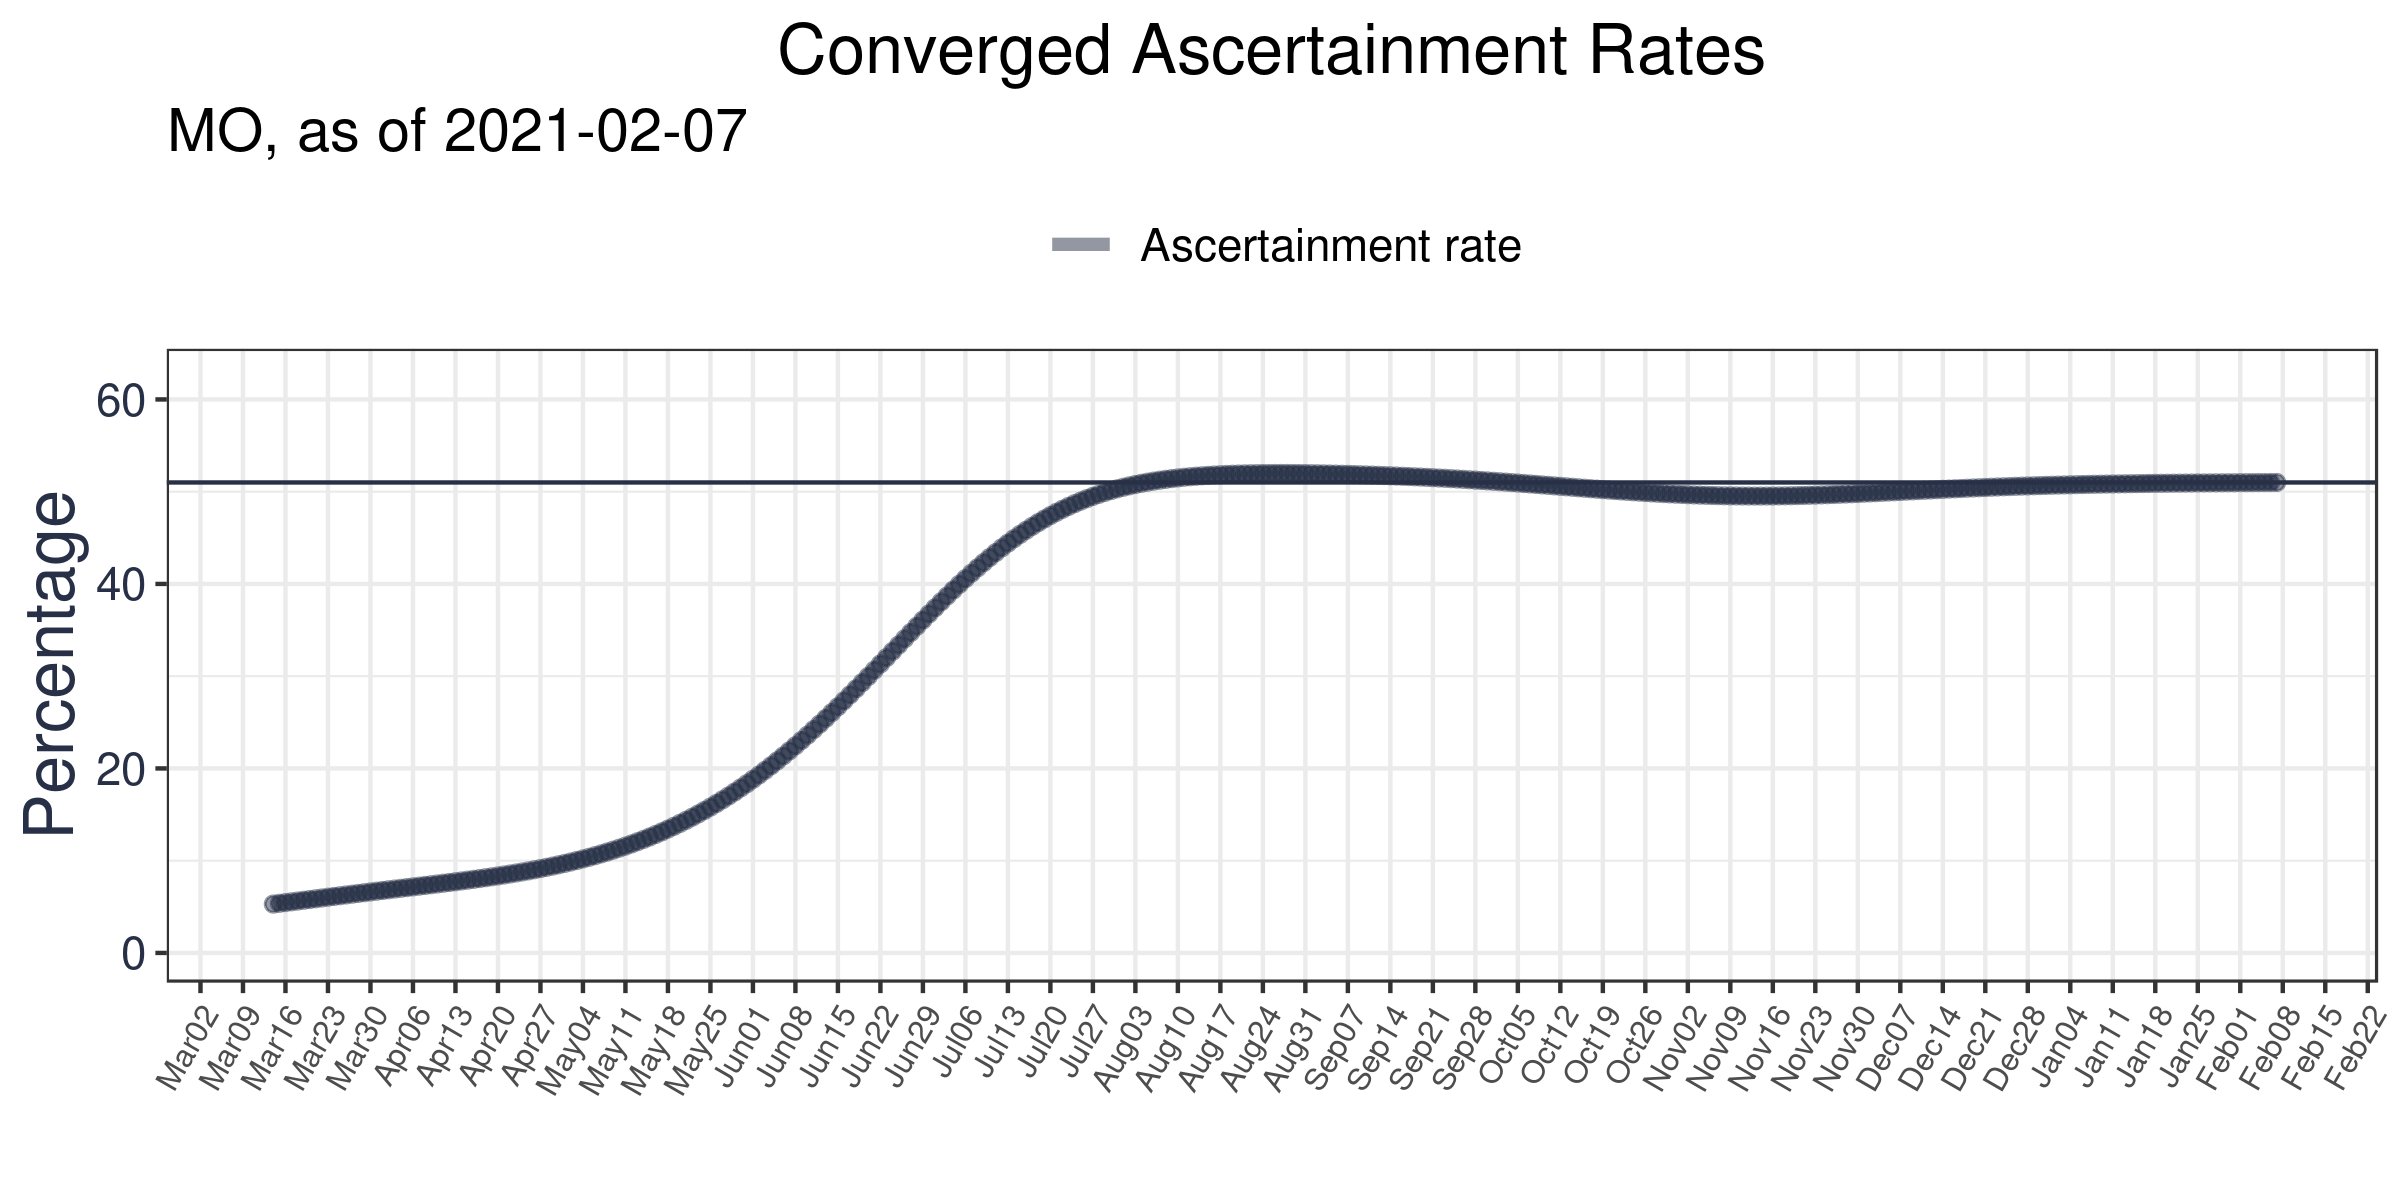 Converged Ascertainment Rates
MO, as of 2021-02-07
Ascertainment rate
Percentage
60
40
20
0
Mar02 Mar09 Mar16 Mar23 Mar30 Apr06 Apr13 Apr20 Apr27 May04 May11 May18 May25 Jun01 Jun08 Jun15 Jun22 Jun29 Jul06 Jul13 Jul20 Jul27 Aug03 Aug10 Aug17 Aug24 Aug31 Sep07 Sep14 Sep21 Sep28 Oct05 Oct12 Oct19 Oct26 Nov02 Nov09 Nov16 Nov23 Nov30 Dec07 Dec14 Dec21 Dec28 Jan04 Jan11 Jan18 Jan25 Feb01 Feb08 Feb15 Feb22